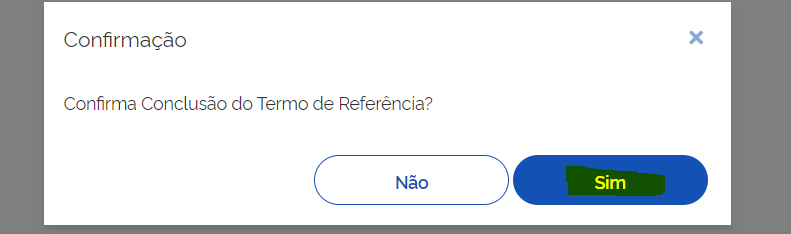 Confirmação
Confirma Conclusão do Termo de Referência?
Não
Sim